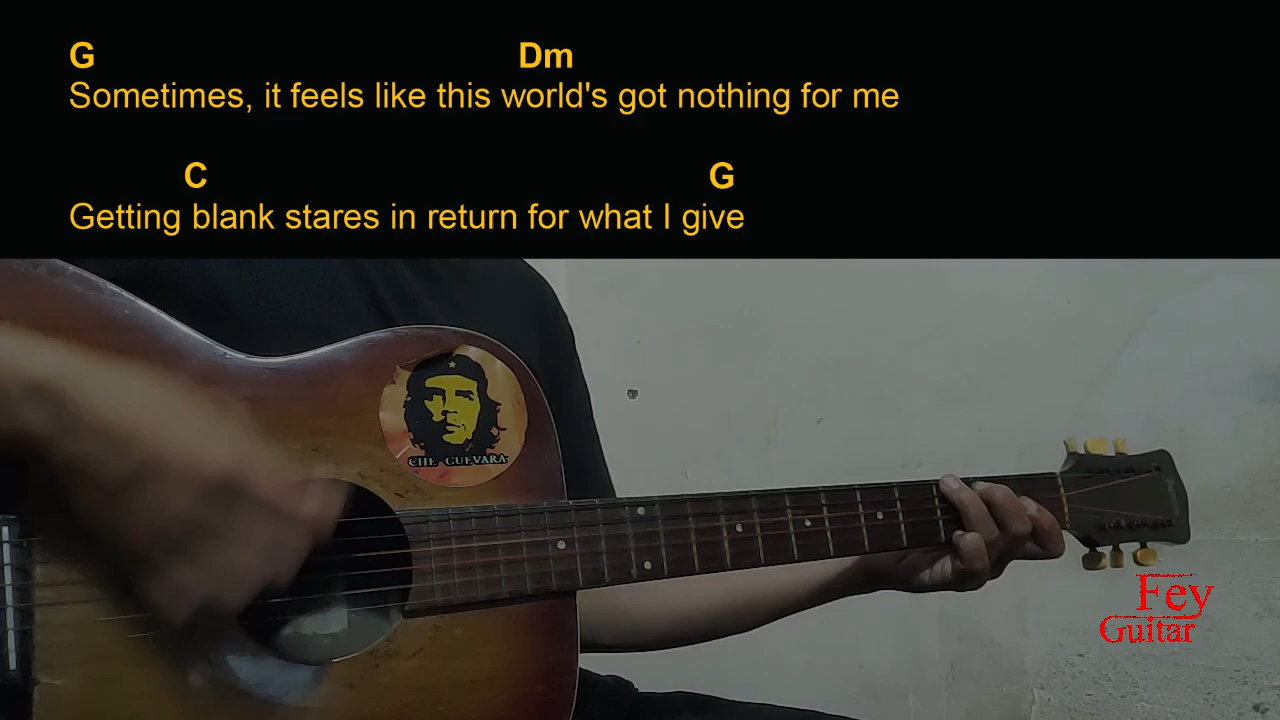 G Dm
Sometimes, it feels like this world's got nothing for me
C G
Getting blank stares in return for what I give
CHE GUEVARA
Fey
Guitar